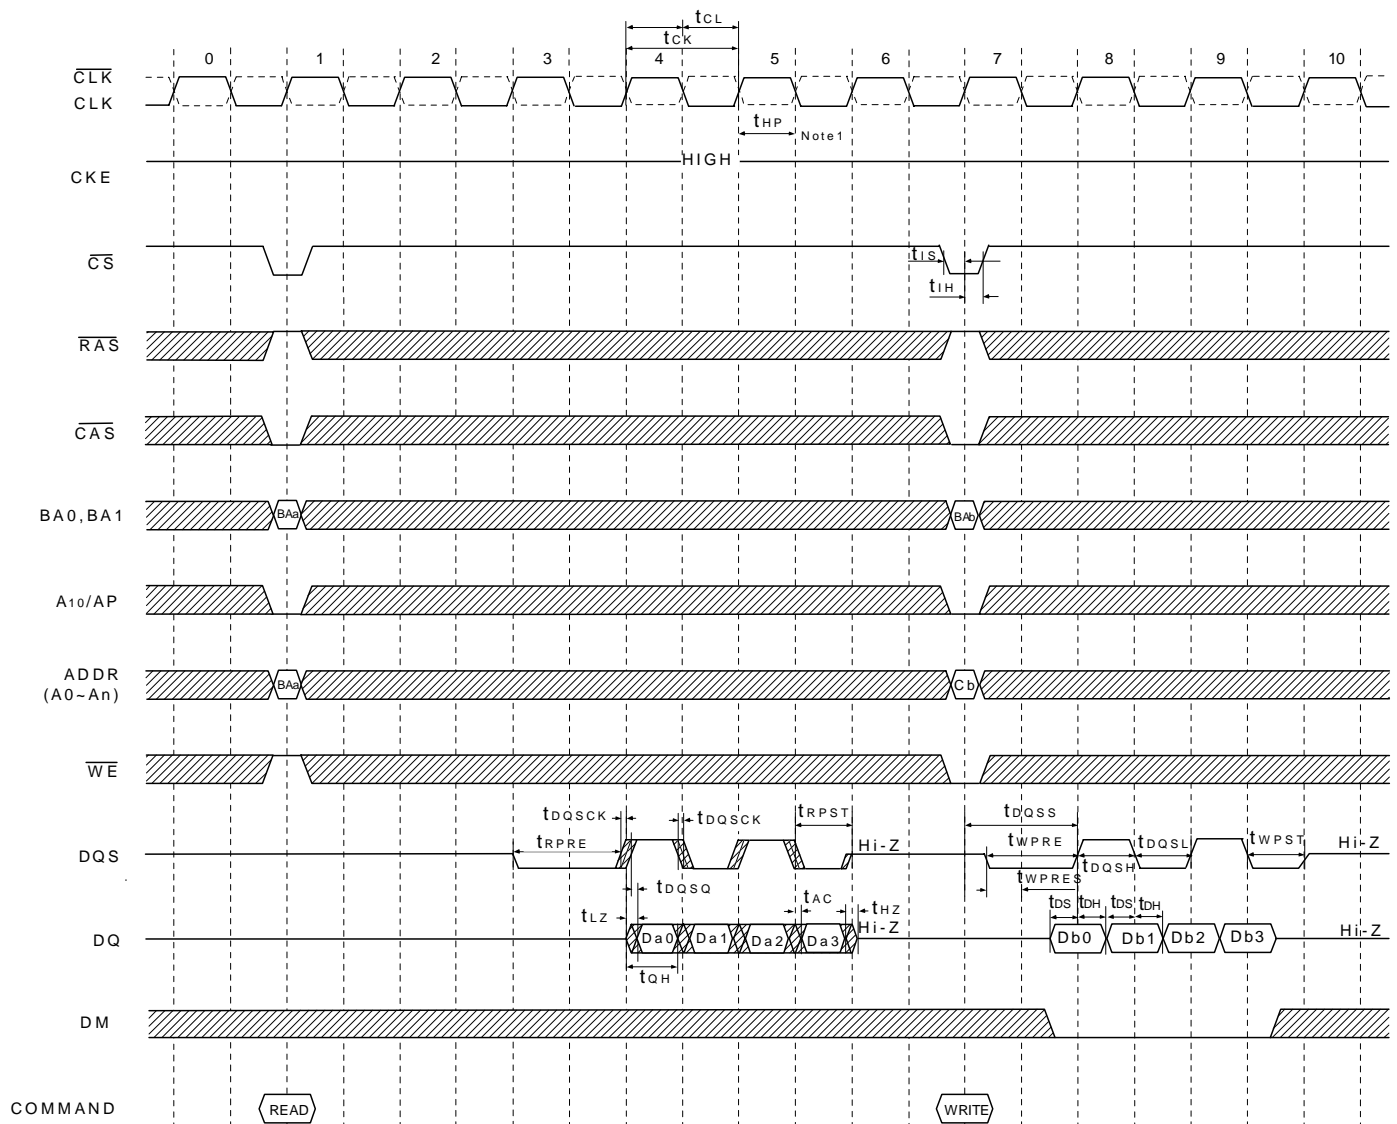 tCL
tCK
0 1 2 3 4 5 6 7 8 9 10
CLK
CLK
tHP Note1
HIGH
CKE
CS
tIS
tIH
RAS
CAS
BA0,BA1 BAa BAb
A10/AP
ADDR
(A0~An) BAa Cb
WE
tDQSCK tDQSCK tRPST tDQSS
tRPRE Hi-Z tWPRE tDQSL tWPST Hi-Z
DQS
tDQSH
tDQSQ tWPRES
tLZ tAC tHZ tDS tDH tDS tDH
DQ Da0 Da1 Da2 Da3 Hi-Z Db0 Db1 Db2 Db3 Hi-Z
tQH
DM
COMMAND READ WRITE